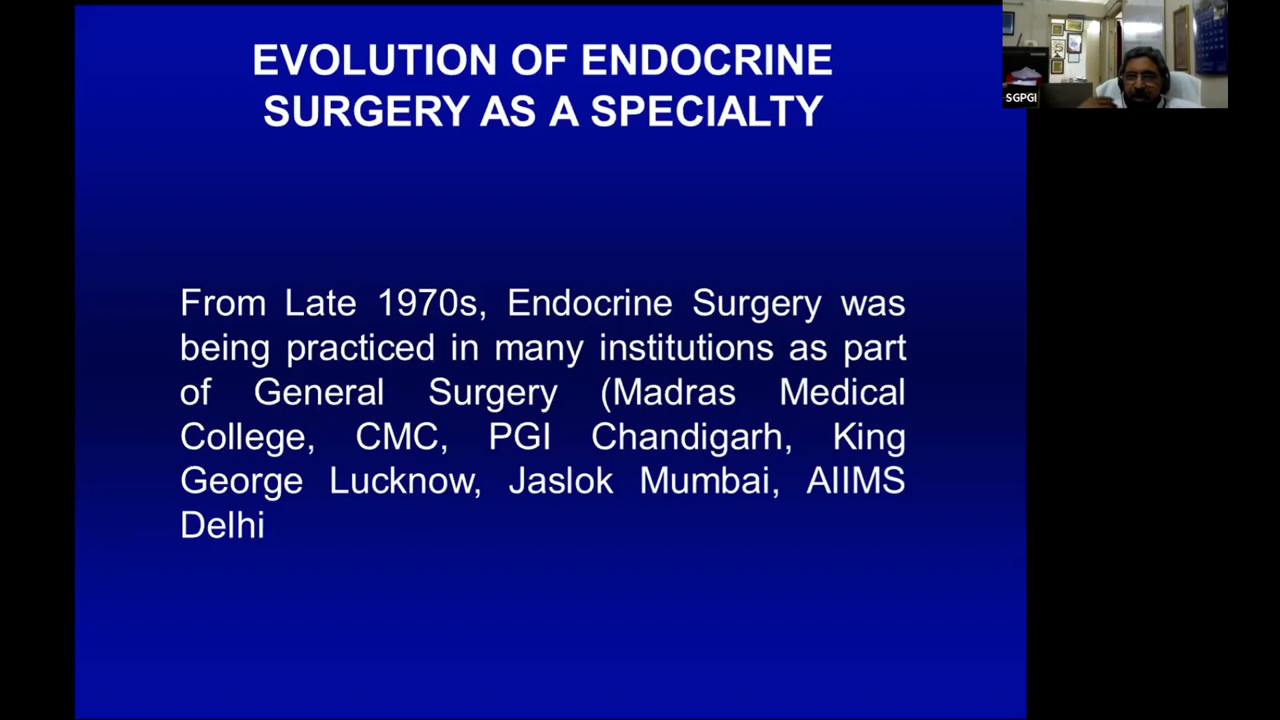 EVOLUTION OF ENDOCRINE
SURGERY AS A SPECIALTY
SGPGI
From Late 1970s, Endocrine Surgery was
being practiced in many institutions as part
of General Surgery (Madras Medical
College, CMC, PGI Chandigarh, King
George Lucknow, Jaslok Mumbai, AIIMS
Delhi